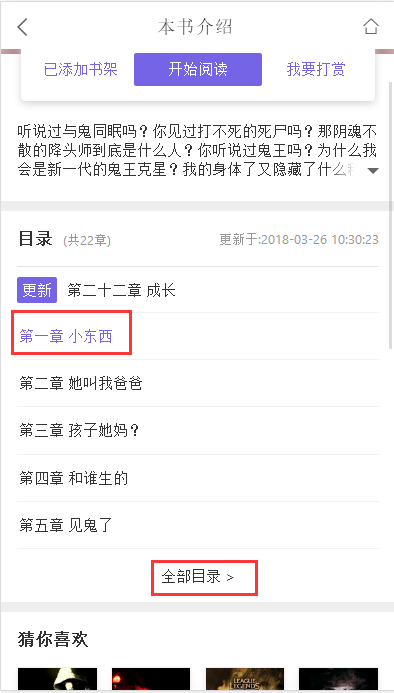 本书介绍
已添加书架 开始阅读 我要打赏
听说过与鬼同眠吗？你见过打不死的死尸吗？那阴魂不
散的降头师到底是什么人？你听说过鬼王吗？为什么我
会是新一代的鬼王克星？我的身体了又隐藏了什么
目录 (共22章) 更新于:2018-03-26 10:30:23
更新 第二十二章 成长
第一章 小东西
第二章 她叫我爸爸
第三章 孩子她妈？
第四章 和谁生的
第五章 见鬼了
全部目录 >
猜你喜欢
LEAGUE
LEGENDS